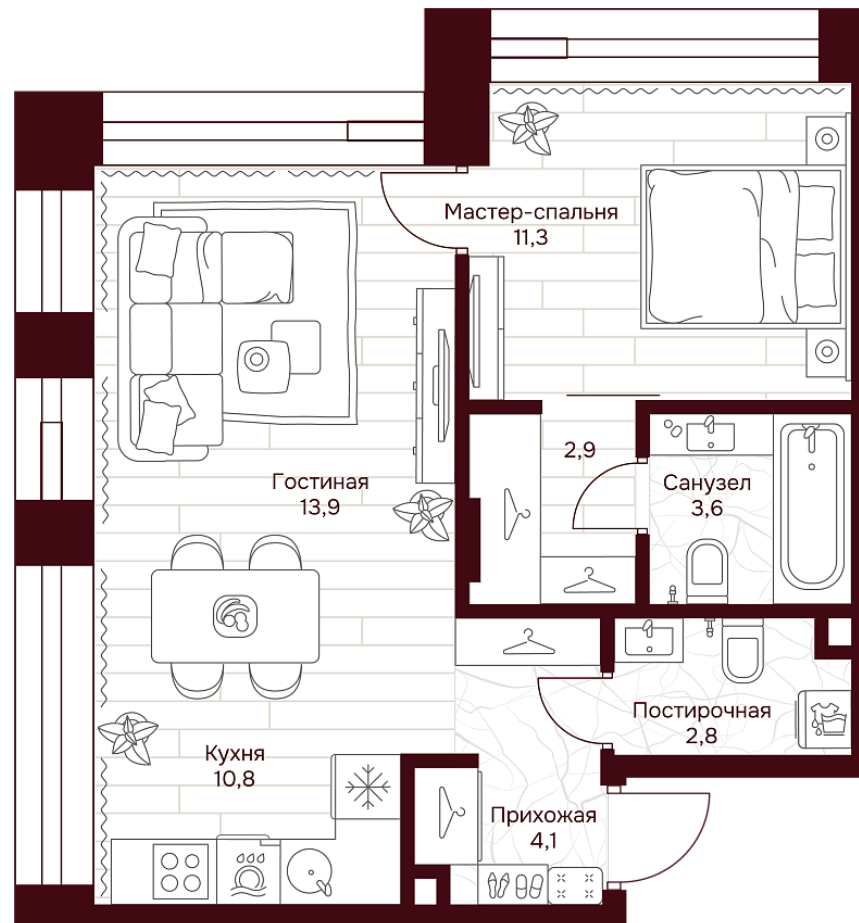 Мастер-спальня
11,3
2,9
Гостиная
13,9
Санузел
3,6
Постирочная
2,8
Кухня
10,8
Прихожая
4,1